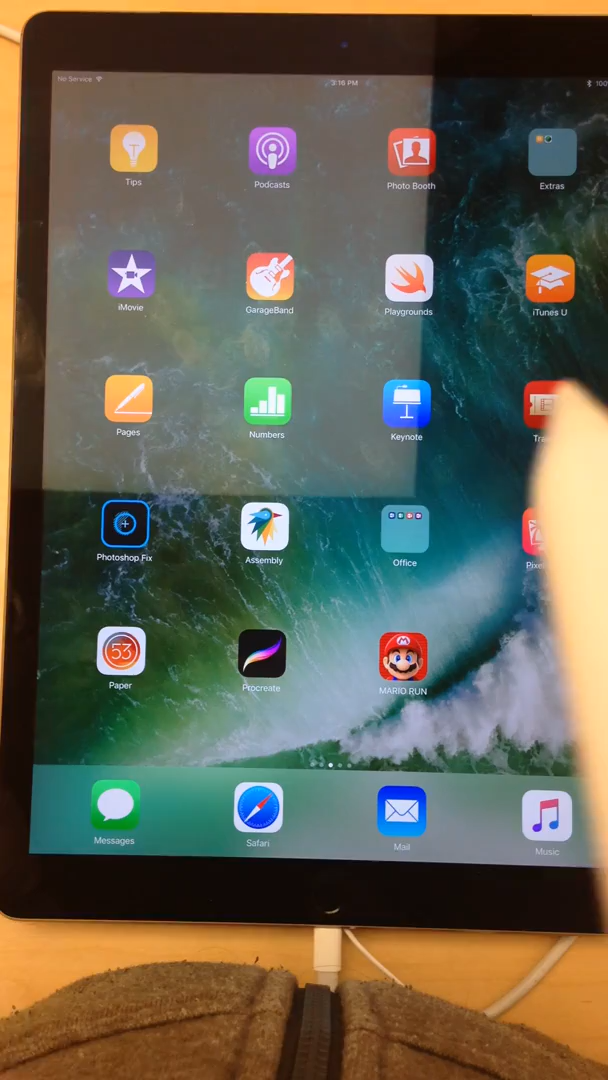 No Service 3:16 PM 100
Tips Podcasts Photo Booth Extras
iMovie GarageBand Playgrounds iTunes U
Pages Numbers Keynote
Photoshop Fix Assembly Office
53
Paper Procreate MARIO RUN
Messages Safari Mail Music